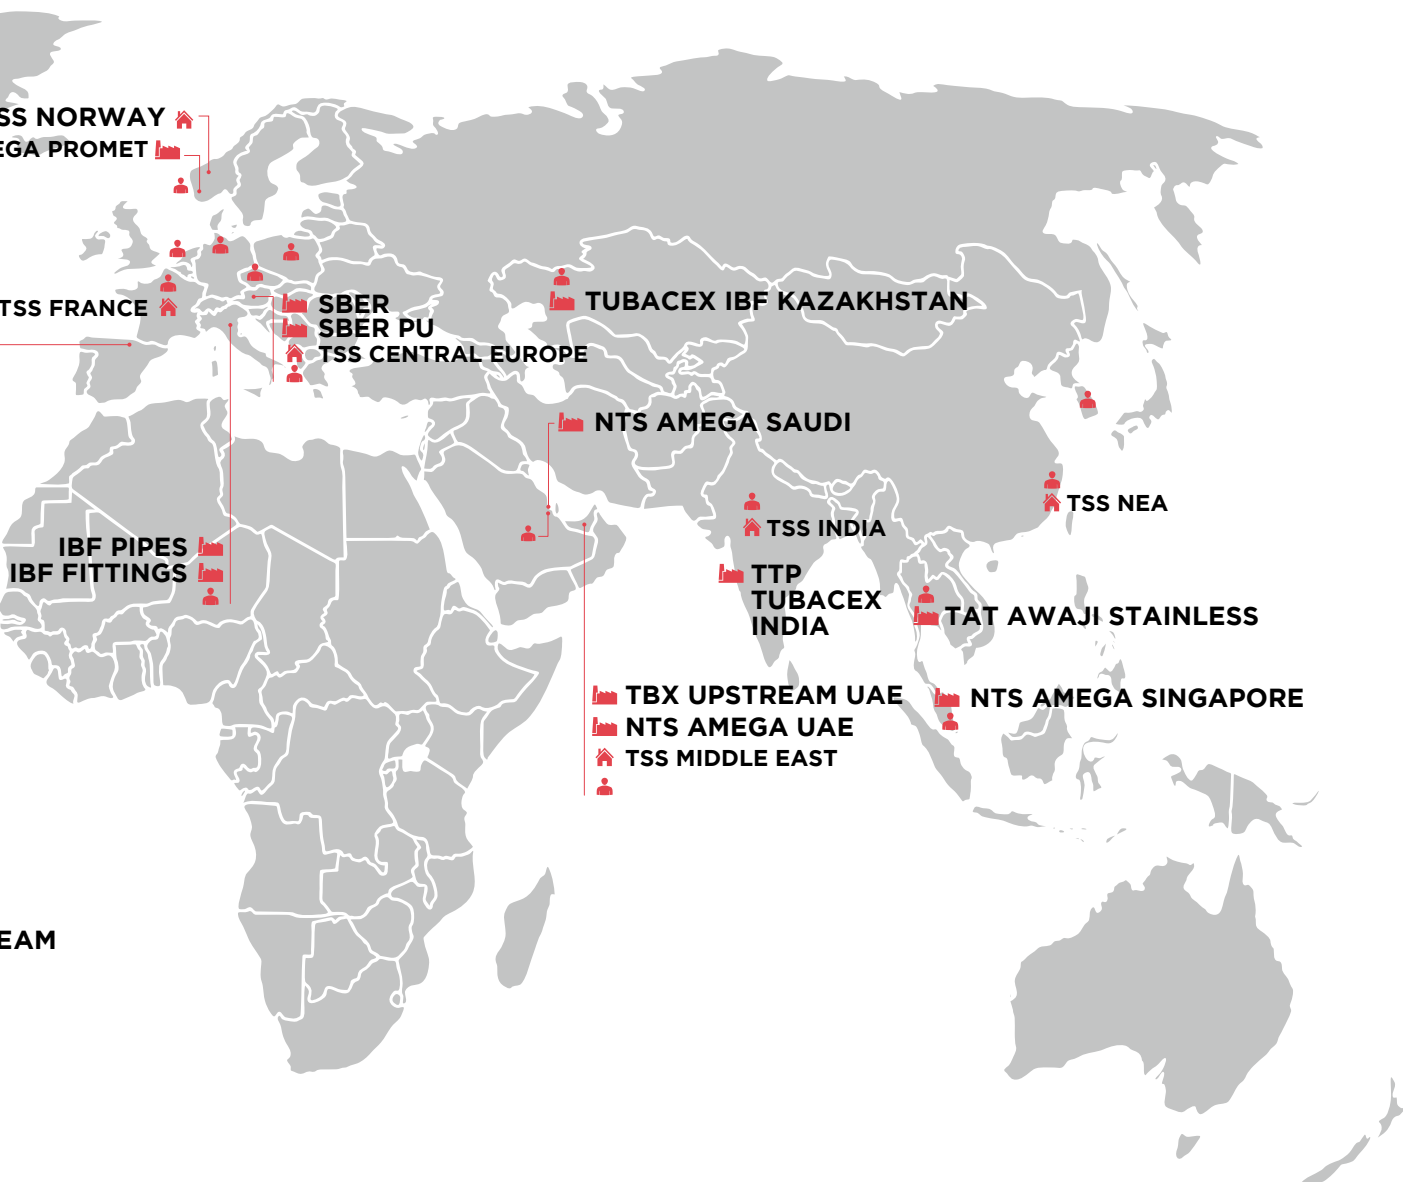 SS NORWAY
EGA PROMET
TSS FRANCE
SBER
SBER PU
TSS CENTRAL EUROPE
TUBACEX IBF KAZAKHSTAN
NTS AMEGA SAUDI
TSS NEA
TSS INDIA
IBF PIPES
IBF FITTINGS
TTP
TUBACEX
INDIA
TAT AWAJI STAINLESS
TBX UPSTREAM UAE
NTS AMEGA UAE
TSS MIDDLE EAST
NTS AMEGA SINGAPORE
EAM